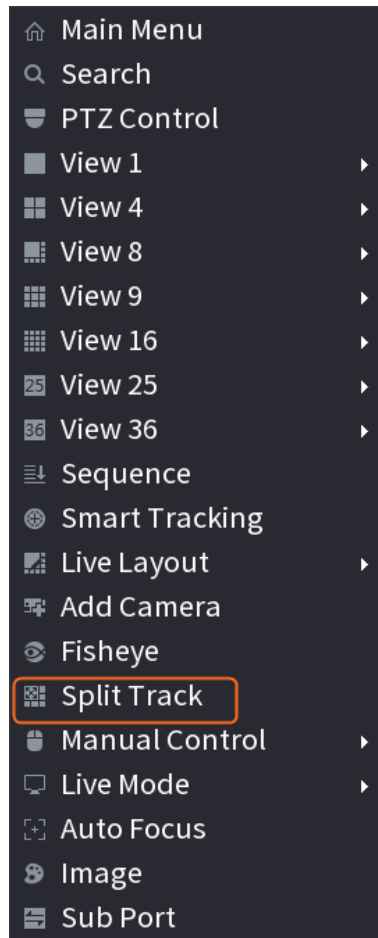 Main Menu
Search
PTZ Control
View 1
View 4
View 8
View 9
View 16
25 View 25
36 View 36
Sequence
Smart Tracking
Live Layout
Add Camera
Fisheye
Split Track
Manual Control
Live Mode
Auto Focus
Image
Sub Port